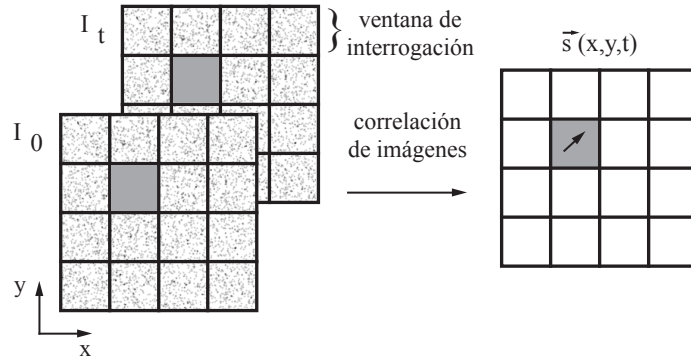 I t
ventana de
interrogación
s (x,y,t)
I 0
correlación
de imágenes
y
x